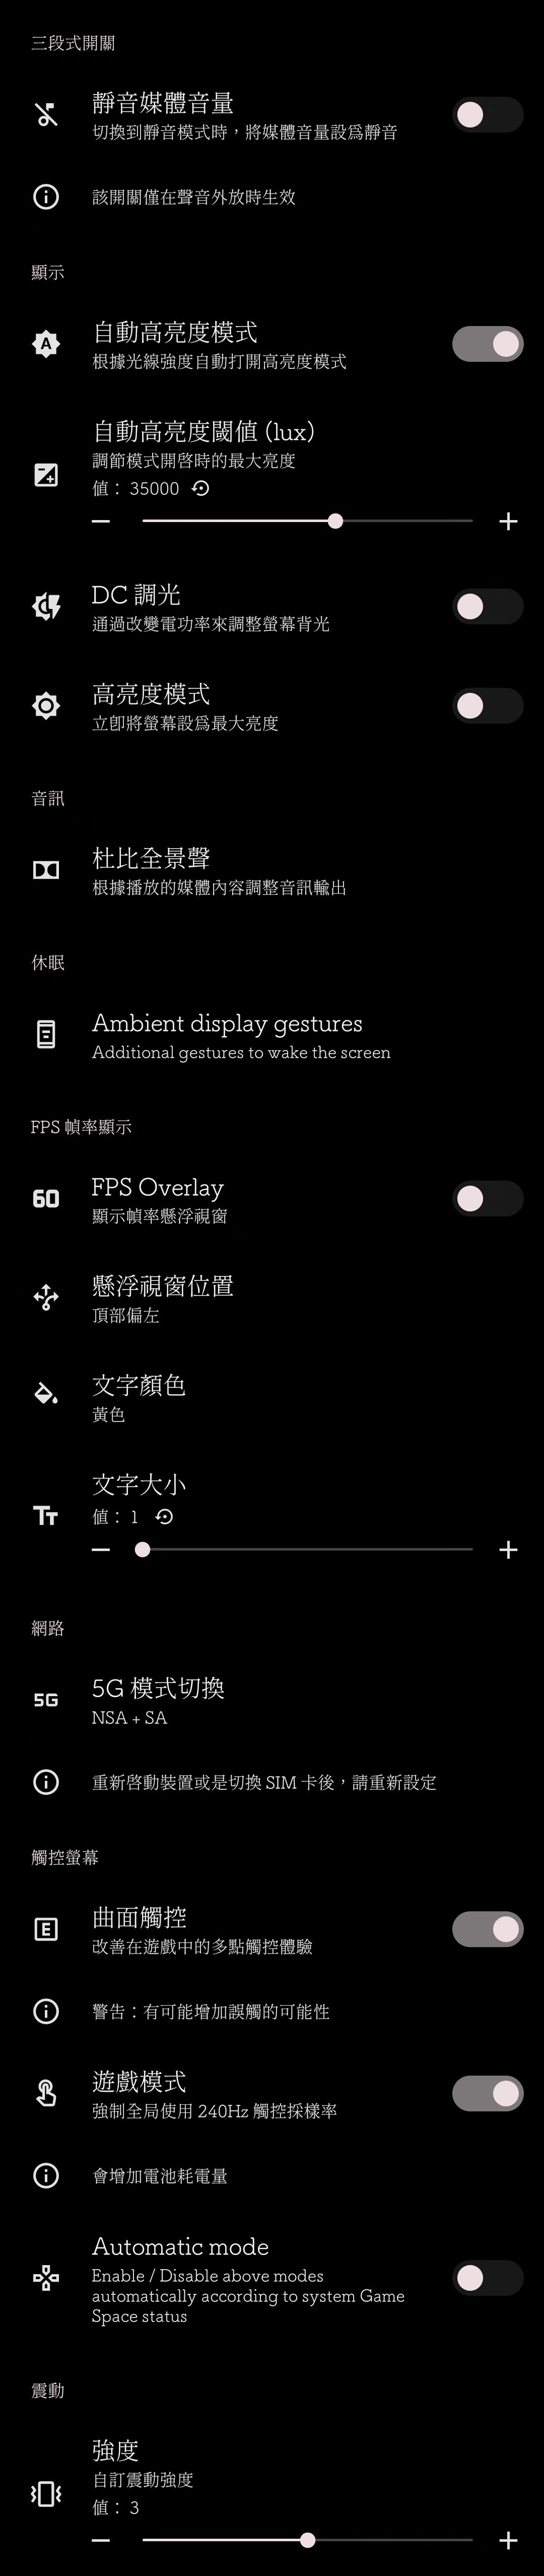 三段式開關
靜音媒體音量
切換到靜音模式時，將媒體音量設爲靜音
該開關僅在聲音外放時生效
顯示
自動高亮度模式
根據光線強度自動打開高亮度模式
自動高亮度閾值 (lux)
調節模式開啓時的最大亮度
值： 35000
DC 調光
通過改變電功率來調整螢幕背光
高亮度模式
立卽將螢幕設爲最大亮度
音訊
杜比全景聲
根據播放的媒體內容調整音訊輸出
休眠
Ambient display gestures
Additional gestures to wake the screen
FPS 幀率顯示
60
FPS Overlay
顯示幀率懸浮視窗
懸浮視窗位置
頂部偏左
文字顏色
黃色
文字大小
值： 1
網路
5G
5G 模式切換
NSA + SA
重新啓動裝置或是切換 SIM 卡後，請重新設定
觸控螢幕
曲面觸控
改善在遊戲中的多點觸控體驗
警告：有可能增加誤觸的可能性
遊戲模式
強制全局使用 240Hz 觸控採樣率
會增加電池耗電量
Automatic mode
Enable / Disable above modes
automatically according to system Game
Space status
震動
強度
自訂震動強度
值： 3